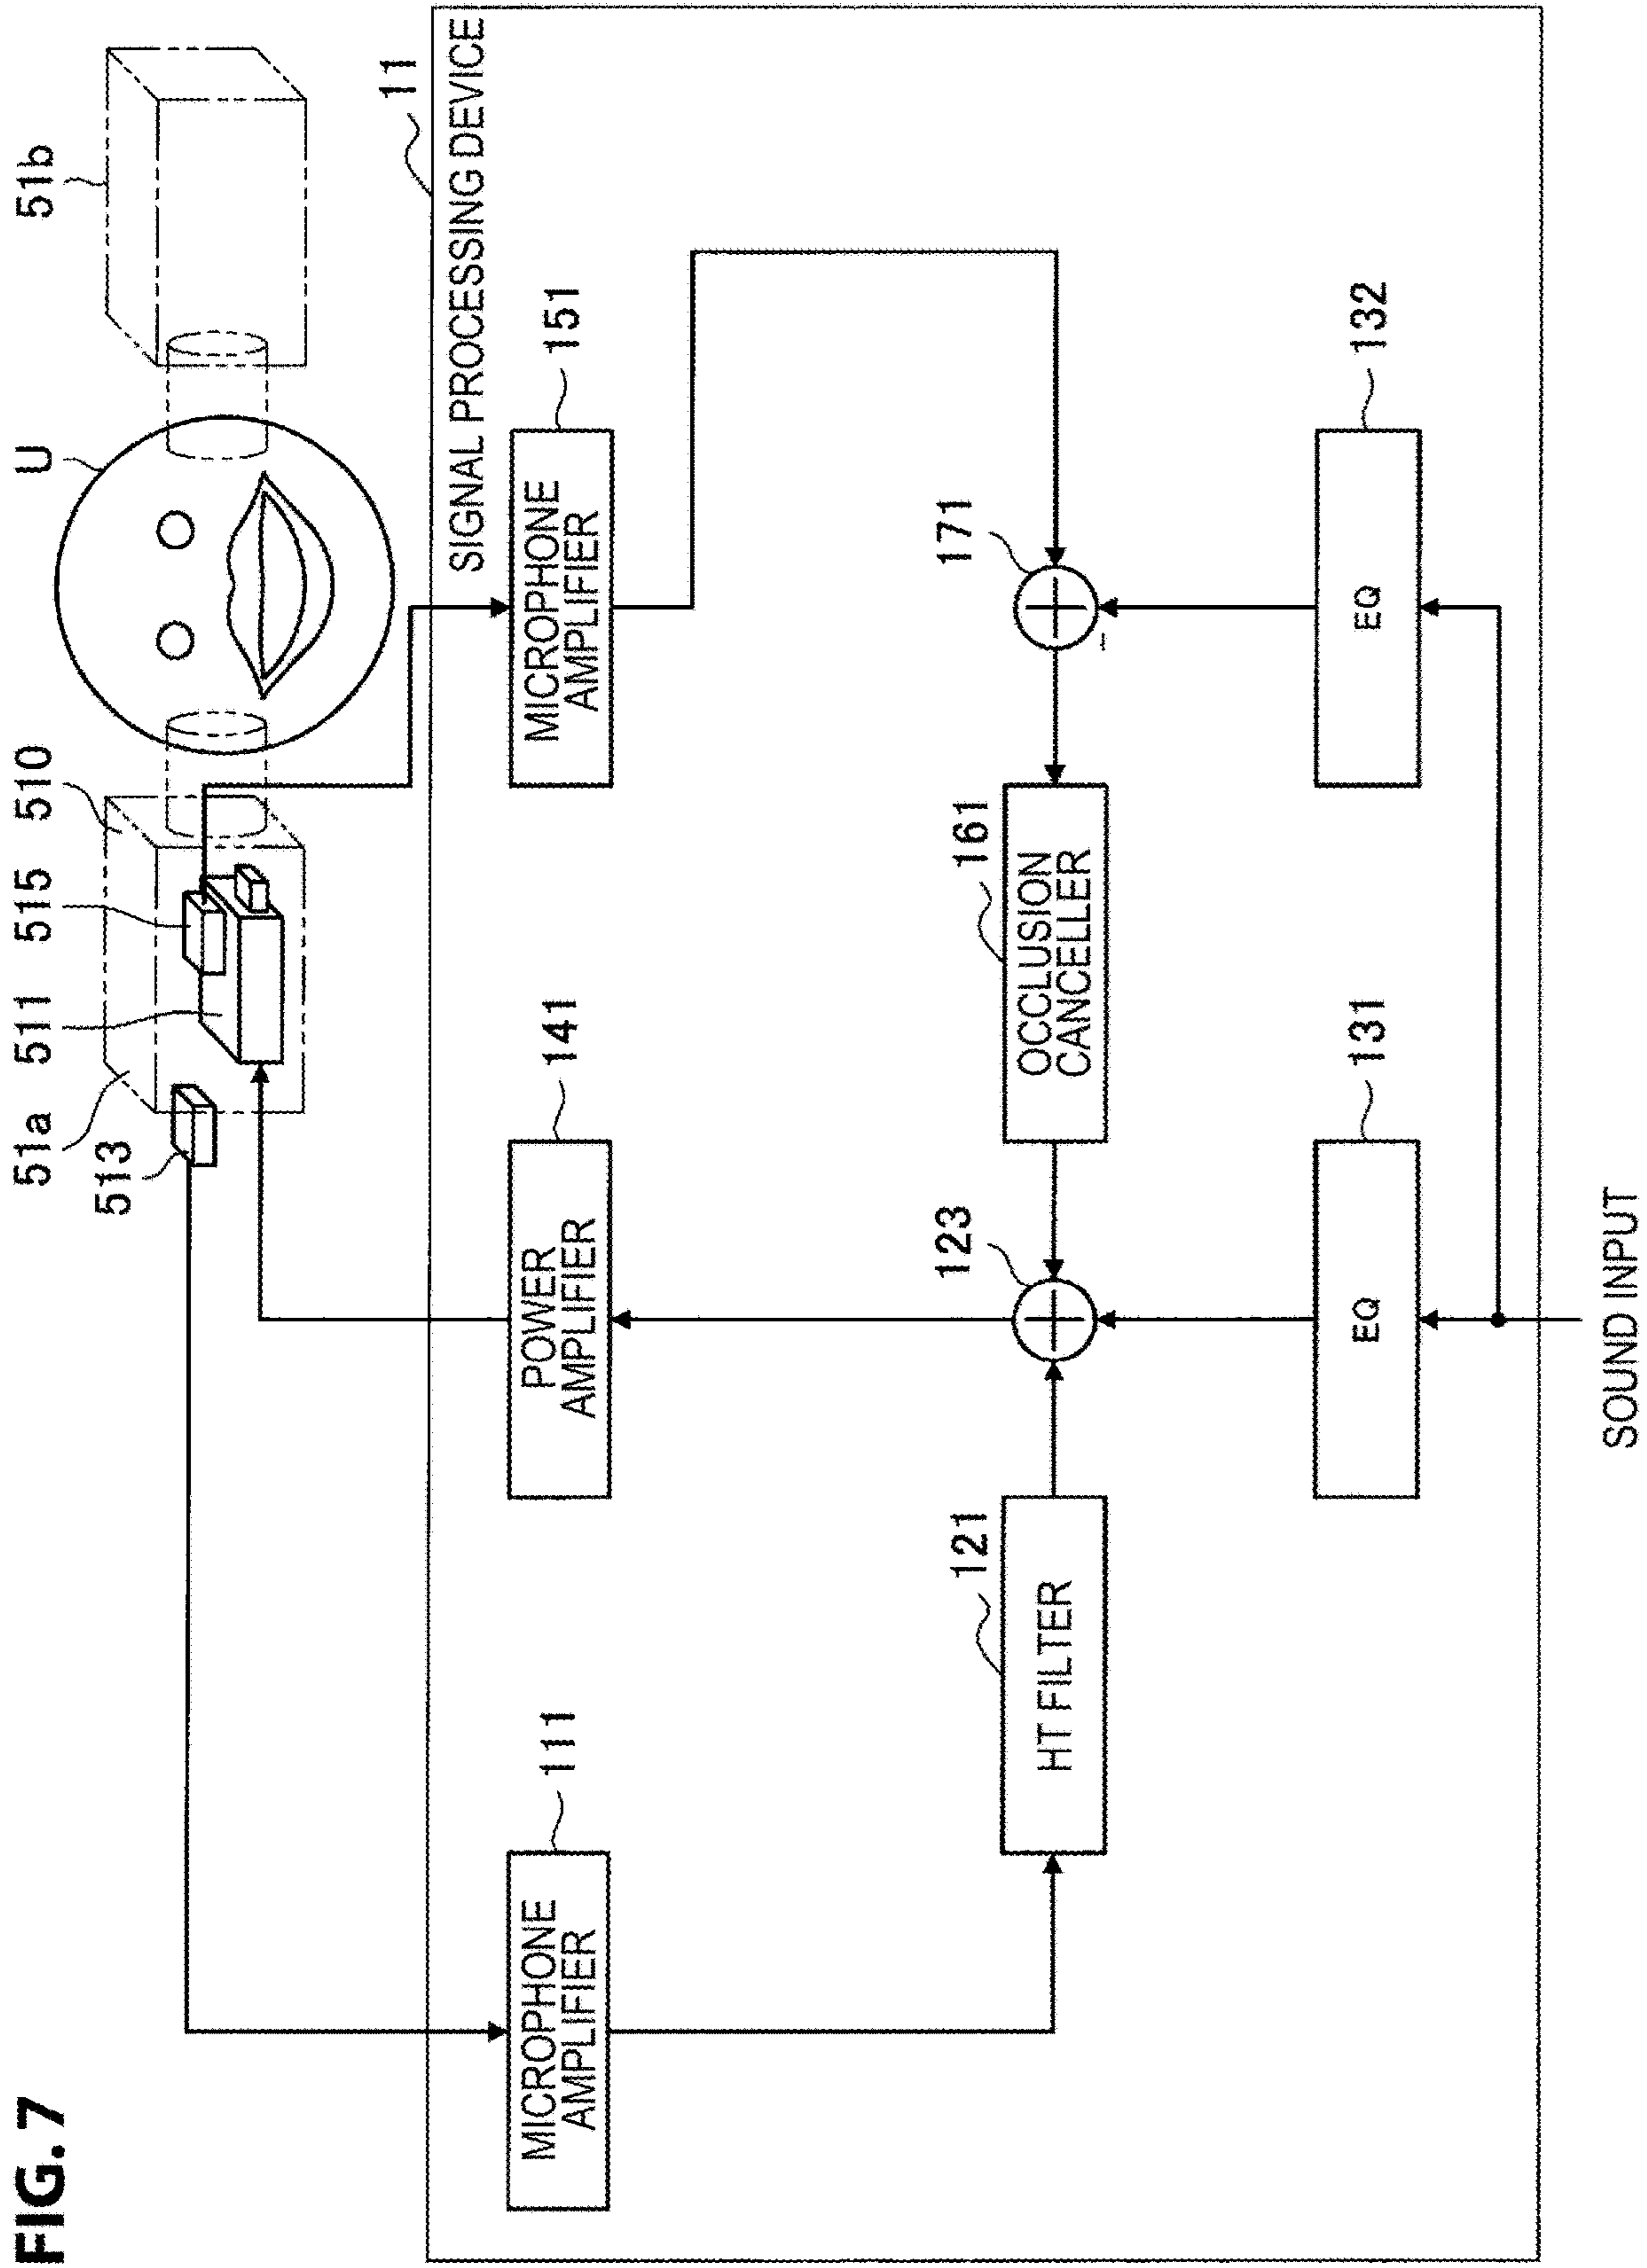 FIG. 7
51a
513
511
515
510
U
51b
11
SIGNAL PROCESSING DEVICE
111
MICROPHONE
AMPLIFIER
141
POWER
AMPLIFIER
151
MICROPHONE
AMPLIFIER
121
HT FILTER
123
161
OCCLUSION
CANCELLER
171
-
131
EQ
132
EQ
SOUND INPUT